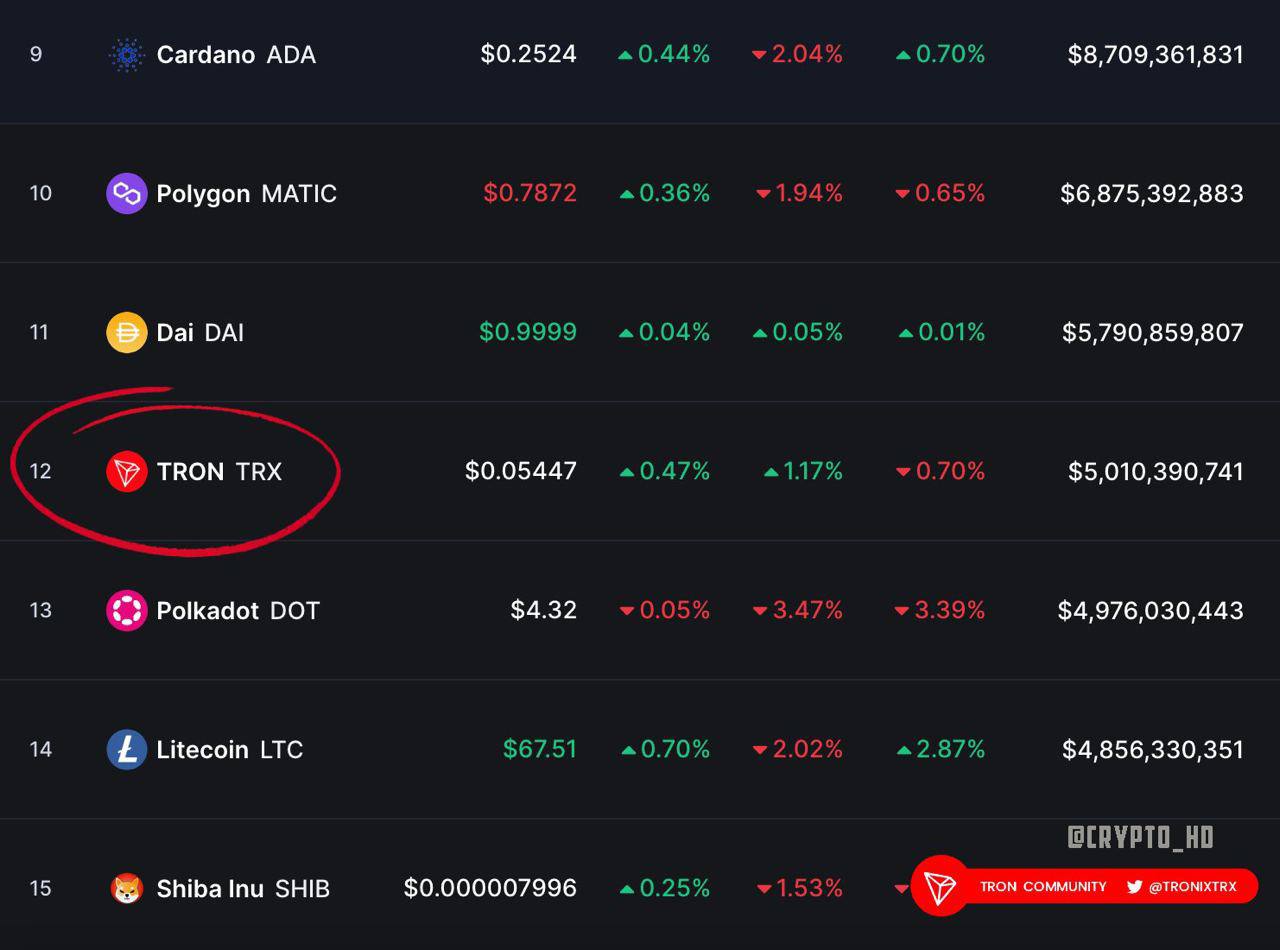 9 Cardano ADA $0.2524 0.44% 2.04% 0.70% $8,709,361,831
10 Polygon MATIC $0.7872 0.36% 1.94% 0.65% $6,875,392,883
11 Dai DAI $0.9999 0.04% 0.05% 0.01% $5,790,859,807
12 TRON TRX $0.05447 0.47% 1.17% 0.70% $5,010,390,741
13 Polkadot DOT $4.32 0.05% 3.47% 3.39% $4,976,030,443
14 Litecoin LTC $67.51 0.70% 2.02% 2.87% $4,856,330,351
@CRYPTO_HD
15 Shiba Inu SHIB $0.000007996 0.25% 1.53%
TRON COMMUNITY @TRONIXTRX